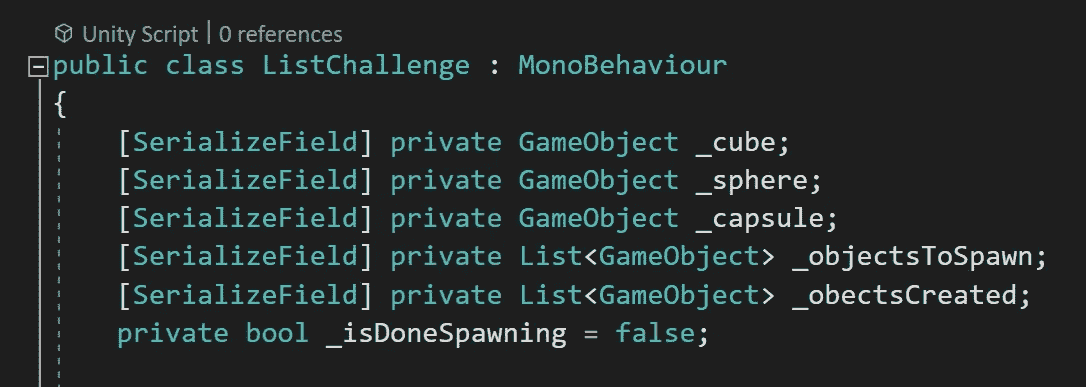 Unity Script | 0 references
public class ListChallenge : MonoBehaviour
{
[SerializeField] private GameObject _cube;
[SerializeField] private GameObject _sphere;
[SerializeField] private GameObject _capsule;
[SerializeField] private List<GameObject> _objectsToSpawn;
[SerializeField] private List<GameObject> _obectsCreated;
private bool _isDoneSpawning = false;